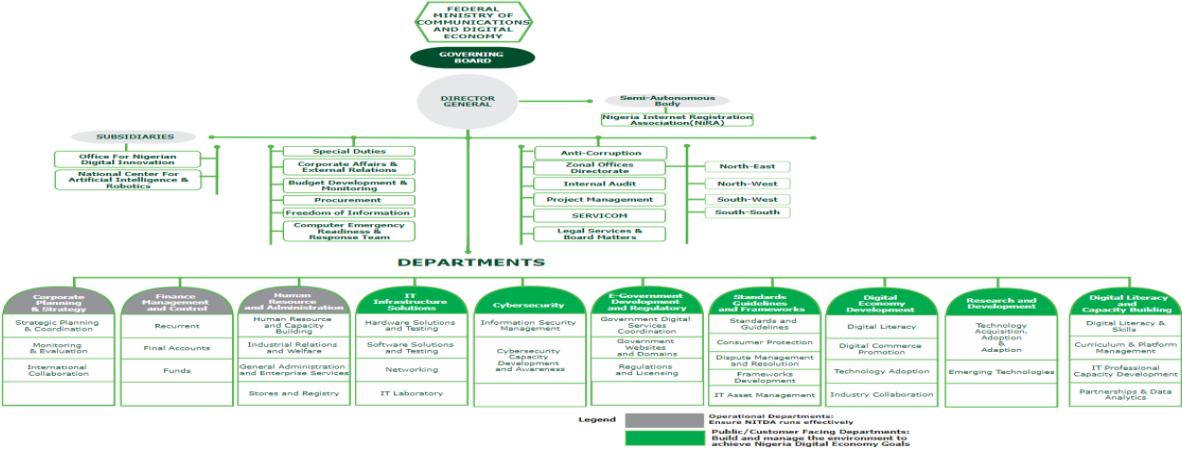 FEDERAL
MINISTRY OF
COMMUNICATIONS
AND DIGITAL
ECONOMY
GOVERNING
BOARD
DIRECTOR
GENERAL
Semi-Autonomous
Body
Nigeria Internet Registration
Association(NiRA)
SUBSIDIARIES
Office For Nigerian
Digital Innovation
National Center For
Artificial Intelligence &
Robotics
Special Duties
Corporate Affairs &
External Relations
Budget Development &
Monitoring
Procurement
Freedom of Information
Computer Emergency
Readiness &
Response Team
Anti-Corruption
Zonal Offices
Directorate
Internal Audit
Project Management
SERVICOM
Legal Services &
Board Matters
North-East
North-West
South-West
South-South
DEPARTMENTS
Corporate
Planning
& Strategy
Strategic Planning
& Coordination
Monitoring
& Evaluation
International
Collaboration
Finance
Management
and Control
Recurrent
Final Accounts
Funds
Human
Resource
and Administration
Human Resource
and Capacity
Building
Industrial Relations
and Welfare
General Administration
and Enterprise Services
Stores and Registry
IT
Infrastructure
Solutions
Hardware Solutions
and Testing
Software Solutions
and Testing
Networking
IT Laboratory
Cybersecurity
Information Security
Management
Cybersecurity
Capacity
Development
and Awareness
E-Government
Development
and Regulatory
Government Digital
Services
Coordination
Government
Websites
and Domains
Regulations
and Licensing
Standards
Guidelines
and Frameworks
Standards and
Guidelines
Consumer Protection
Dispute Management
and Resolution
Frameworks
Development
IT Asset Management
Digital
Economy
Development
Digital Literacy
Digital Commerce
Promotion
Technology Adoption
Industry Collaboration
Research and
Development
Technology
Acquisition,
Adoption
&
Adaption
Emerging Technologies
Digital Literacy and
Capacity Building
Digital Literacy &
Skills
Curriculum & Platform
Management
IT Professional
Capacity Development
Partnerships & Data
Analytics
Legend
Operational Departments:
Ensure NITDA runs effectively
Public/Customer Facing Departments:
Build and manage the environment to
achieve Nigeria Digital Economy Goals